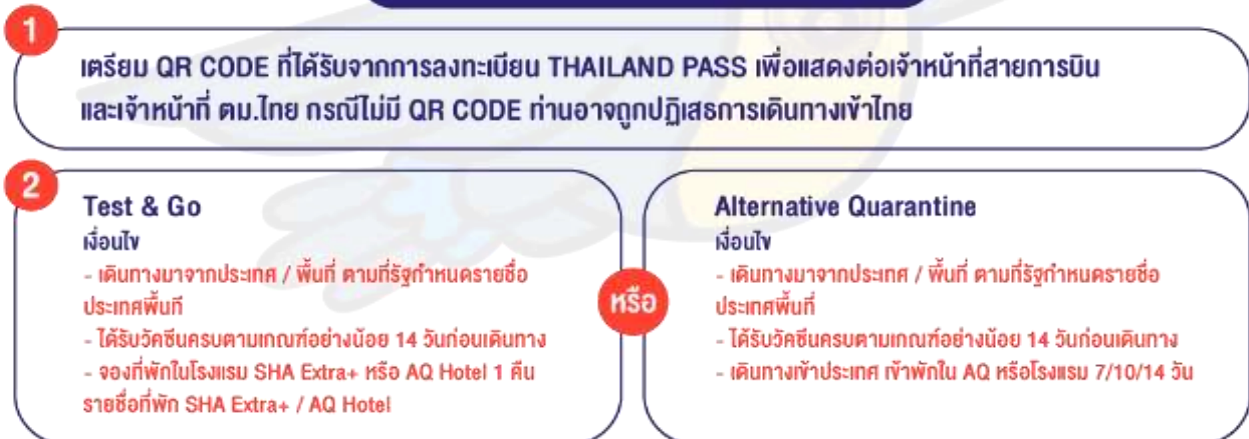 1
เตรียม QR CODE ที่ได้รับจากการลงทะเบียน THAILAND PASS เพื่อแสดงต่อเจ้าหน้าที่สายการบิน
และเจ้าหน้าที่ ตม.ไทย กรณีไม่มี QR CODE ท่านอาจถูกปฏิเสธการเดินทางเข้าไทย
2
Test & Go
เงื่อนไข
- เดินทางมาจากประเทศ / พื้นที่ ตามที่รัฐกำหนดรายชื่อ
ประเทศพื้นที
- ได้รับวัคซีนครบตามเกณฑ์อย่างน้อย 14 วันก่อนเดินทาง
- จองที่พักในโรงแรม SHA Extra+ หรือ AQ Hotel 1 คืน
รายชื่อที่พัก SHA Extra+ / AQ Hotel
หรือ
Alternative Quarantine
เงื่อนไข
- เดินทางมาจากประเทศ / พื้นที่ ตามที่รัฐกำหนดรายชื่อ
ประเทศพื้นที่
- ได้รับวัคซีนครบตามเกณฑ์อย่างน้อย 14 วันก่อนเดินทาง
- เดินทางเข้าประเทศ เข้าพักใน AQ หรือโรงแรม 7/10/14 วัน